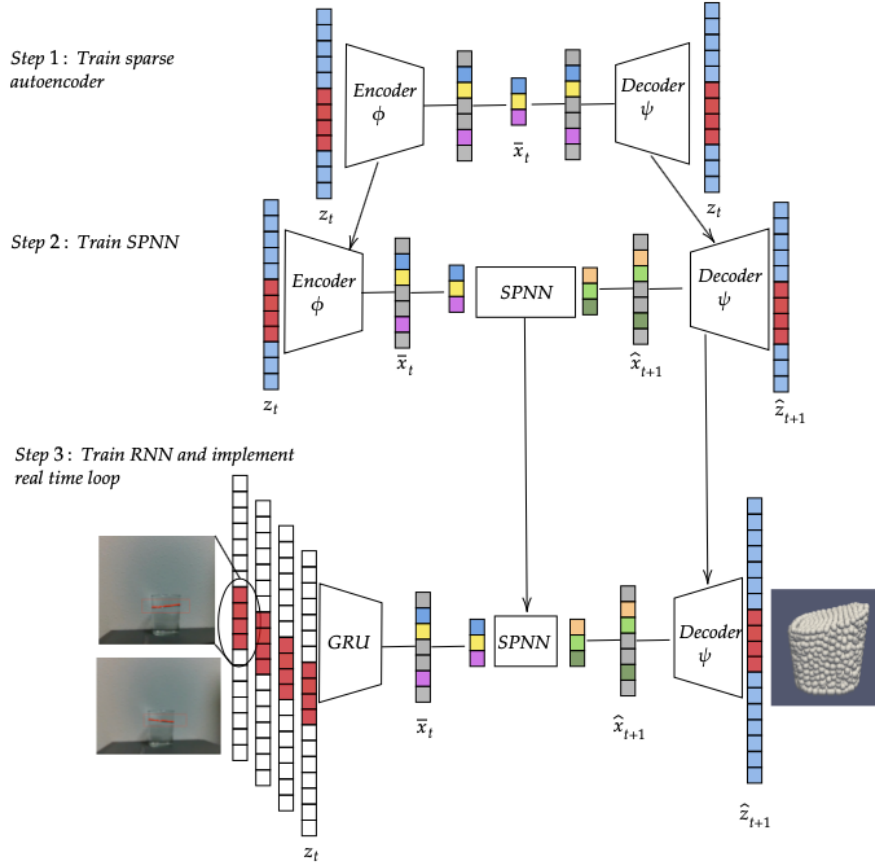 Step 1 : Train sparse
autoencoder
Encoder
ϕ
Decoder
ψ
x̄ₜ
zₜ
zₜ
Step 2 : Train SPNN
Encoder
ϕ
SPNN
Decoder
ψ
x̄ₜ
x̂ₜ₊₁
zₜ
ẑₜ₊₁
Step 3 : Train RNN and implement
real time loop
GRU
SPNN
Decoder
ψ
x̄ₜ
x̂ₜ₊₁
ẑₜ₊₁
zₜ